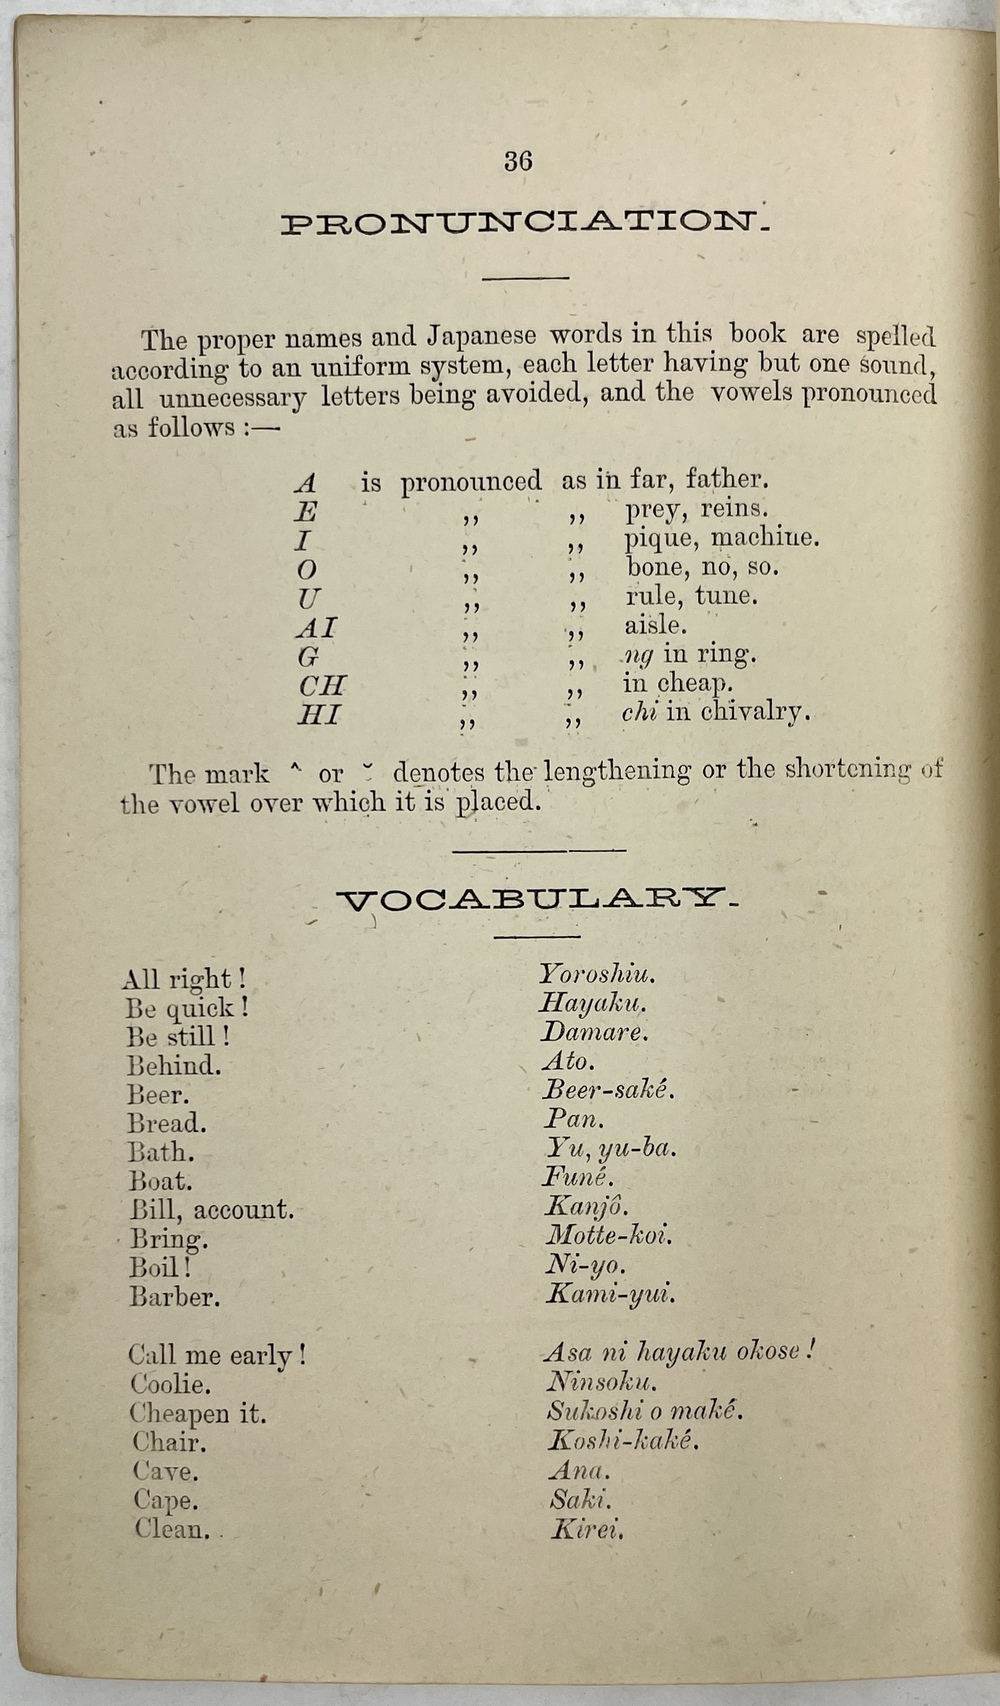 36
PRONUNCIATION.
The proper names and Japanese words in this book are spelled
according to an uniform system, each letter having but one sound,
all unnecessary letters being avoided, and the vowels pronounced
as follows :—
A is pronounced as in far, father.
E ,, ,, prey, reins.
I ,, ,, pique, machine.
O ,, ,, bone, no, so.
U ,, ,, rule, tune.
AI ,, ,, aisle.
G ,, ,, ng in ring.
CH ,, ,, in cheap.
HI ,, ,, chi in chivalry.
The mark ˆ or ˘ denotes the lengthening or the shortening of
the vowel over which it is placed.
VOCABULARY.
All right ! Yoroshiu.
Be quick ! Hayaku.
Be still ! Damare.
Behind. Ato.
Beer. Beer-saké.
Bread. Pan.
Bath. Yu, yu-ba.
Boat. Funé.
Bill, account. Kanjô.
Bring. Motte-koi.
Boil ! Ni-yo.
Barber. Kami-yui.
Call me early ! Asa ni hayaku okose !
Coolie. Ninsoku.
Cheapen it. Sukoshi o maké.
Chair. Koshi-kaké.
Cave. Ana.
Cape. Saki.
Clean. Kirei.